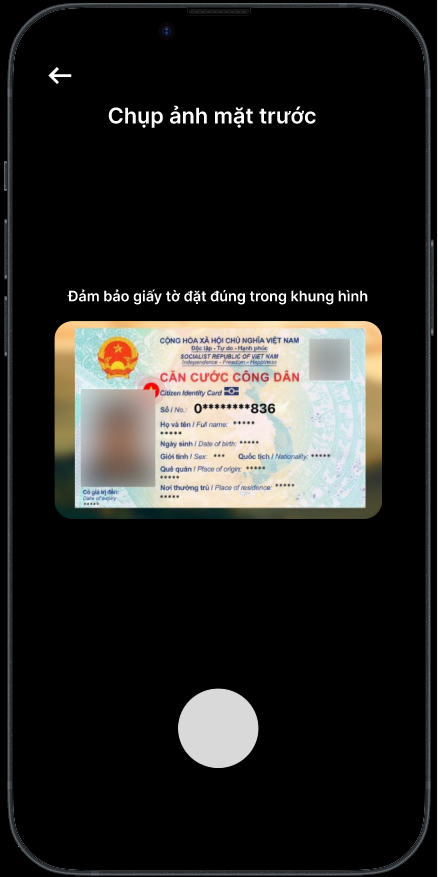 Chụp ảnh mặt trước
Đảm bảo giấy tờ đặt đúng trong khung hình
CỘNG HÒA XÃ HỘI CHỦ NGHĨA VIỆT NAM
Độc lập - Tự do - Hạnh phúc
SOCIALIST REPUBLIC OF VIET NAM
Independence - Freedom - Happiness
CĂN CƯỚC CÔNG DÂN
Citizen Identity Card
Số / No.: 0********836
Họ và tên / Full name: *****
*****
Ngày sinh / Date of birth: *****
Giới tính / Sex: *** Quốc tịch / Nationality: *****
Quê quán / Place of origin: *****
*****
Nơi thường trú / Place of residence: *****
*****
Có giá trị đến:
Date of expiry
*****